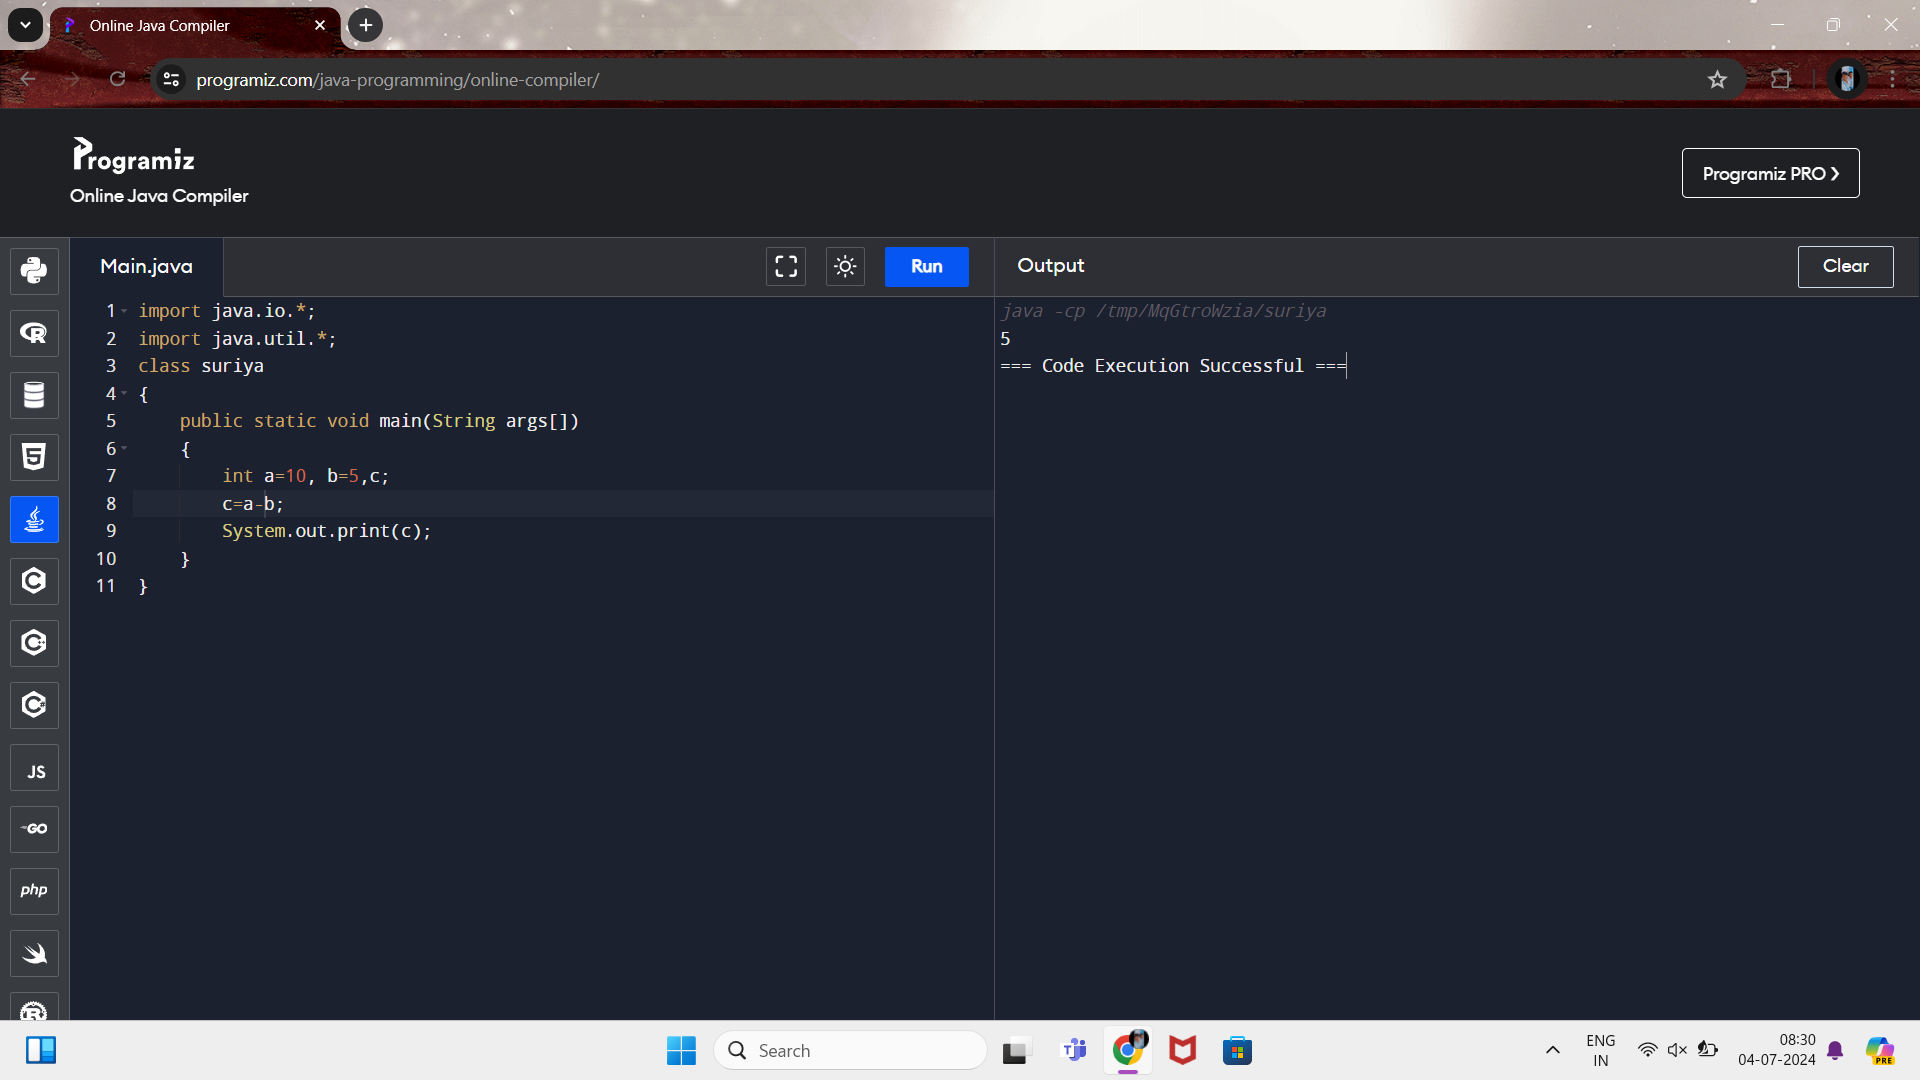 Online Java Compiler
programiz.com/java-programming/online-compiler/
Programiz
Online Java Compiler
Programiz PRO ❯
Main.java
Run
Output
Clear
1 import java.io.*;
2 import java.util.*;
3 class suriya
4 {
5 public static void main(String args[])
6 {
7 int a=10, b=5,c;
8 c=a-b;
9 System.out.print(c);
10 }
11 }
java -cp /tmp/MqGtroWzia/suriya
5
=== Code Execution Successful ===
JS
GO
php
Search
ENG
IN
08:30
04-07-2024
PRE